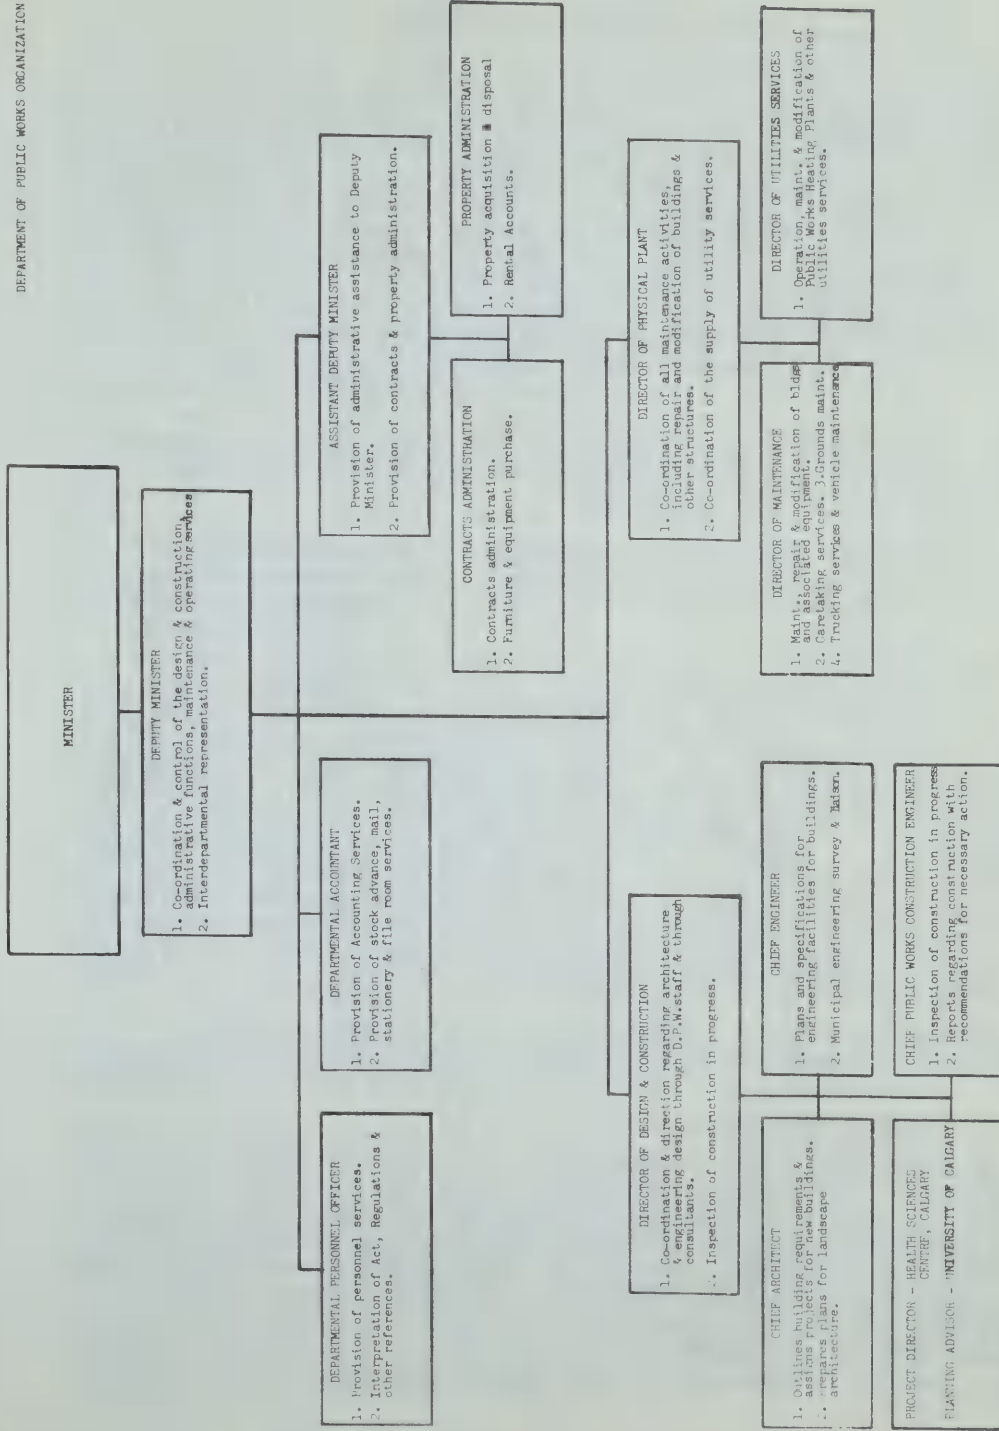 DEPARTMENT OF PUBLIC WORKS ORGANIZATION
MINISTER
DEPUTY MINISTER
1. Co-ordination & control of the design & construction,
administrative functions, maintenance & operating services
2. Interdepartmental representation.
DEPARTMENTAL PERSONNEL OFFICER
1. Provision of personnel services.
2. Interpretation of Act, Regulations &
other references.
DEPARTMENTAL ACCOUNTANT
1. Provision of Accounting Services.
2. Provision of stock advance, mail,
stationery & file room services.
ASSISTANT DEPUTY MINISTER
1. Provision of administrative assistance to Deputy
Minister.
2. Provision of contracts & property administration.
CONTRACTS ADMINISTRATION
1. Contracts administration.
2. Furniture & equipment purchase.
PROPERTY ADMINISTRATION
1. Property acquisition & disposal
2. Rental Accounts.
DIRECTOR OF DESIGN & CONSTRUCTION
1. Co-ordination & direction regarding architecture
& engineering design through D.P.W.staff & through
consultants.
2. Inspection of construction in progress.
DIRECTOR OF PHYSICAL PLANT
1. Co-ordination of all maintenance activities,
including repair and modification of buildings &
other structures.
2. Co-ordination of the supply of utility services.
CHIEF ARCHITECT
1. Outlines building requirements &
assigns projects for new buildings.
2. Prepares plans for landscape
architecture.
CHIEF ENGINEER
1. Plans and specifications for
engineering facilities for buildings.
2. Municipal engineering survey & liaison.
DIRECTOR OF MAINTENANCE
1. Maint., repair & modification of bldgs
and associated equipment.
2. Caretaking services. 3.Grounds maint.
4. Trucking services & vehicle maintenance
DIRECTOR OF UTILITIES SERVICES
1. Operation, maint. & modification of
Public Works Heating Plants & other
utilities services.
PROJECT DIRECTOR - HEALTH SCIENCES
CENTRE, CALGARY
PLANNING ADVISOR - UNIVERSITY OF CALGARY
CHIEF PUBLIC WORKS CONSTRUCTION ENGINEER
1. Inspection of construction in progress
2. Reports regarding construction with
recommendations for necessary action.